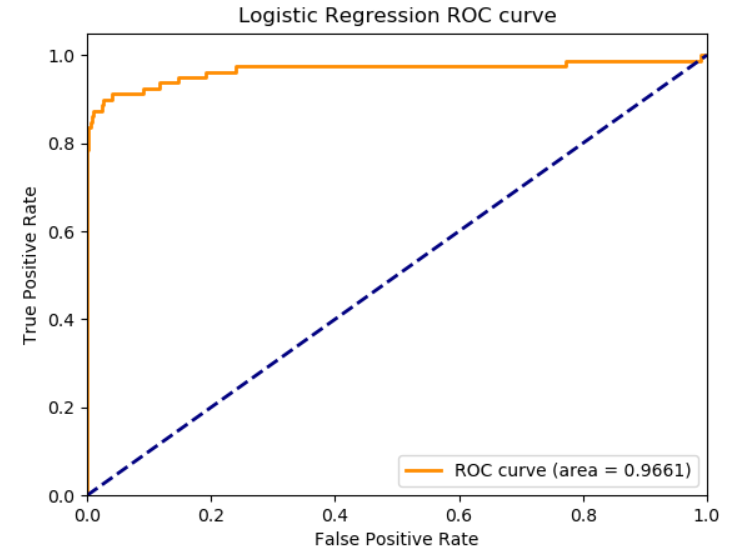 Logistic Regression ROC curve
1.0
0.8
0.6
0.4
0.2
0.0
True Positive Rate
ROC curve (area = 0.9661)
0.0 0.2 0.4 0.6 0.8 1.0
False Positive Rate